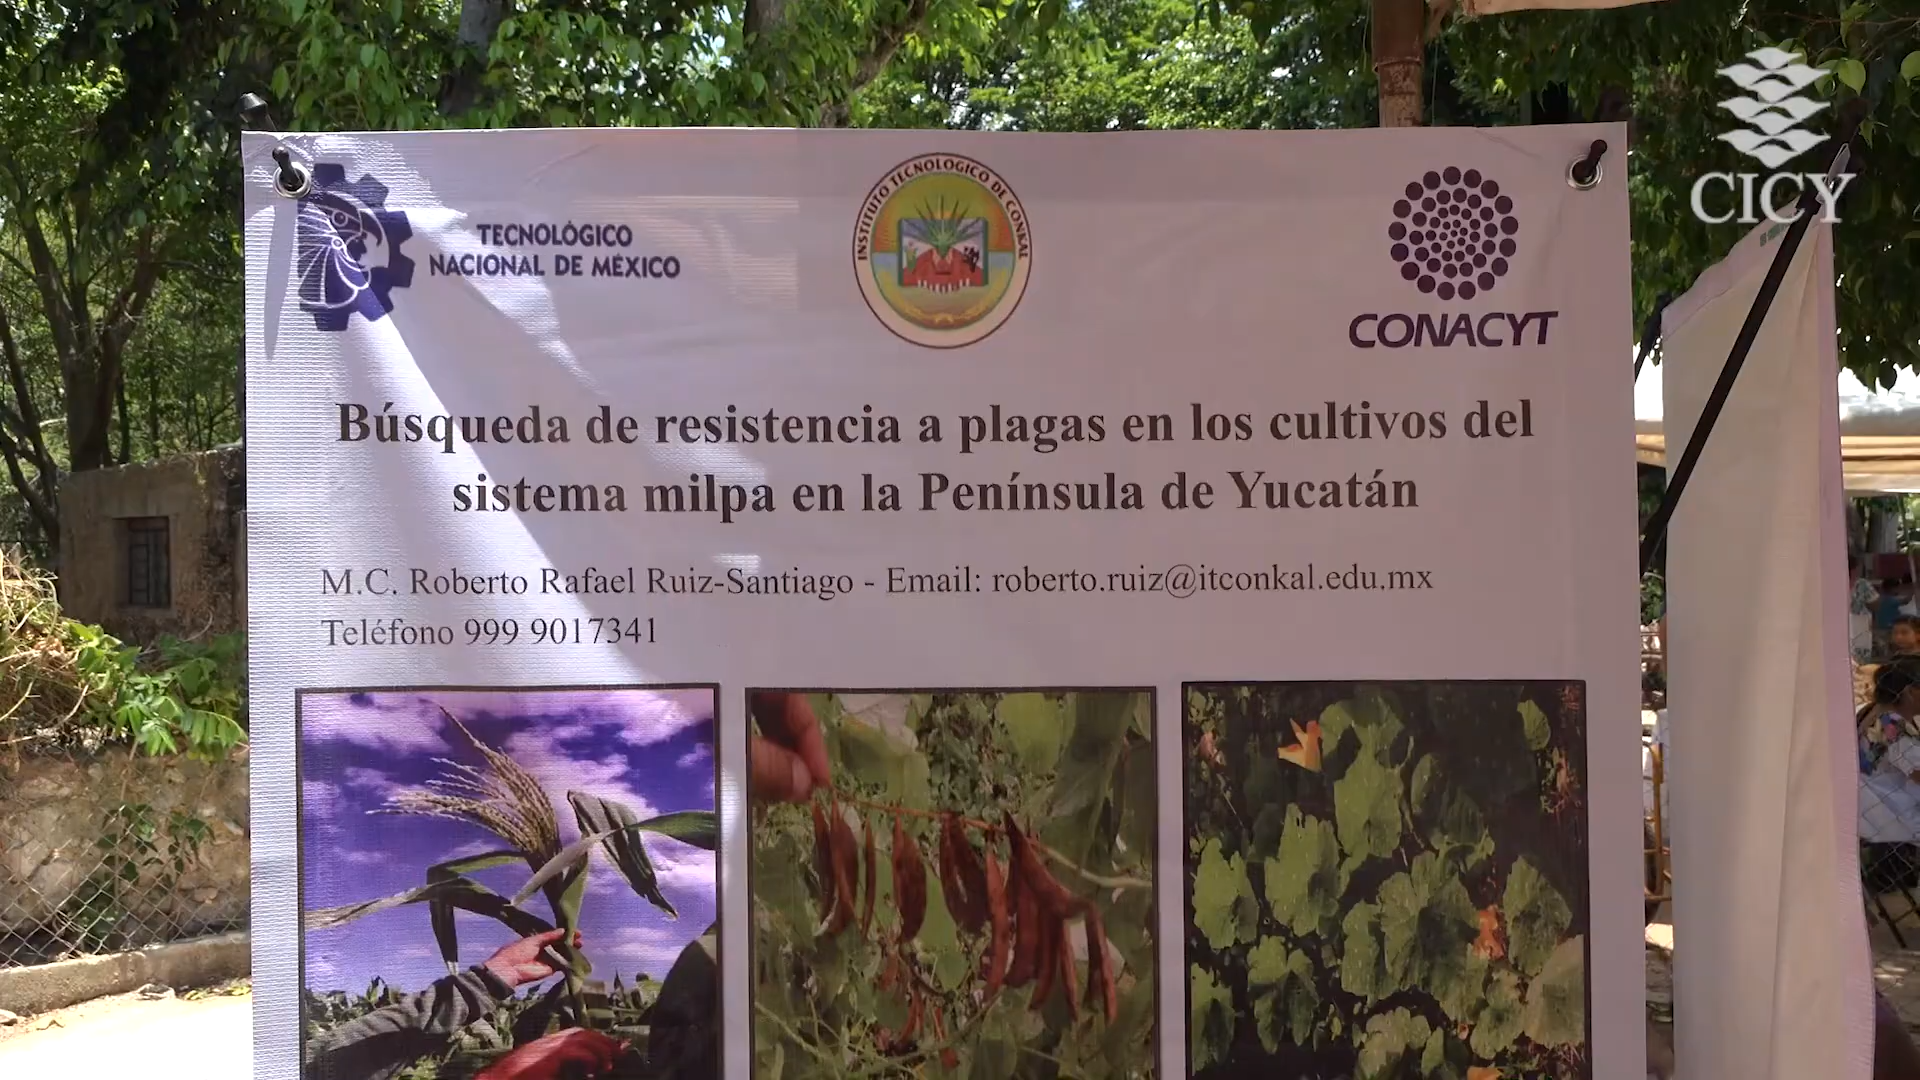 TECNOLÓGICO
NACIONAL DE MÉXICO
INSTITUTO TECNOLOGICO DE CONKAL
CONACYT
CICY
Búsqueda de resistencia a plagas en los cultivos del
sistema milpa en la Península de Yucatán
M.C. Roberto Rafael Ruiz-Santiago - Email: roberto.ruiz@itconkal.edu.mx
Teléfono 999 9017341